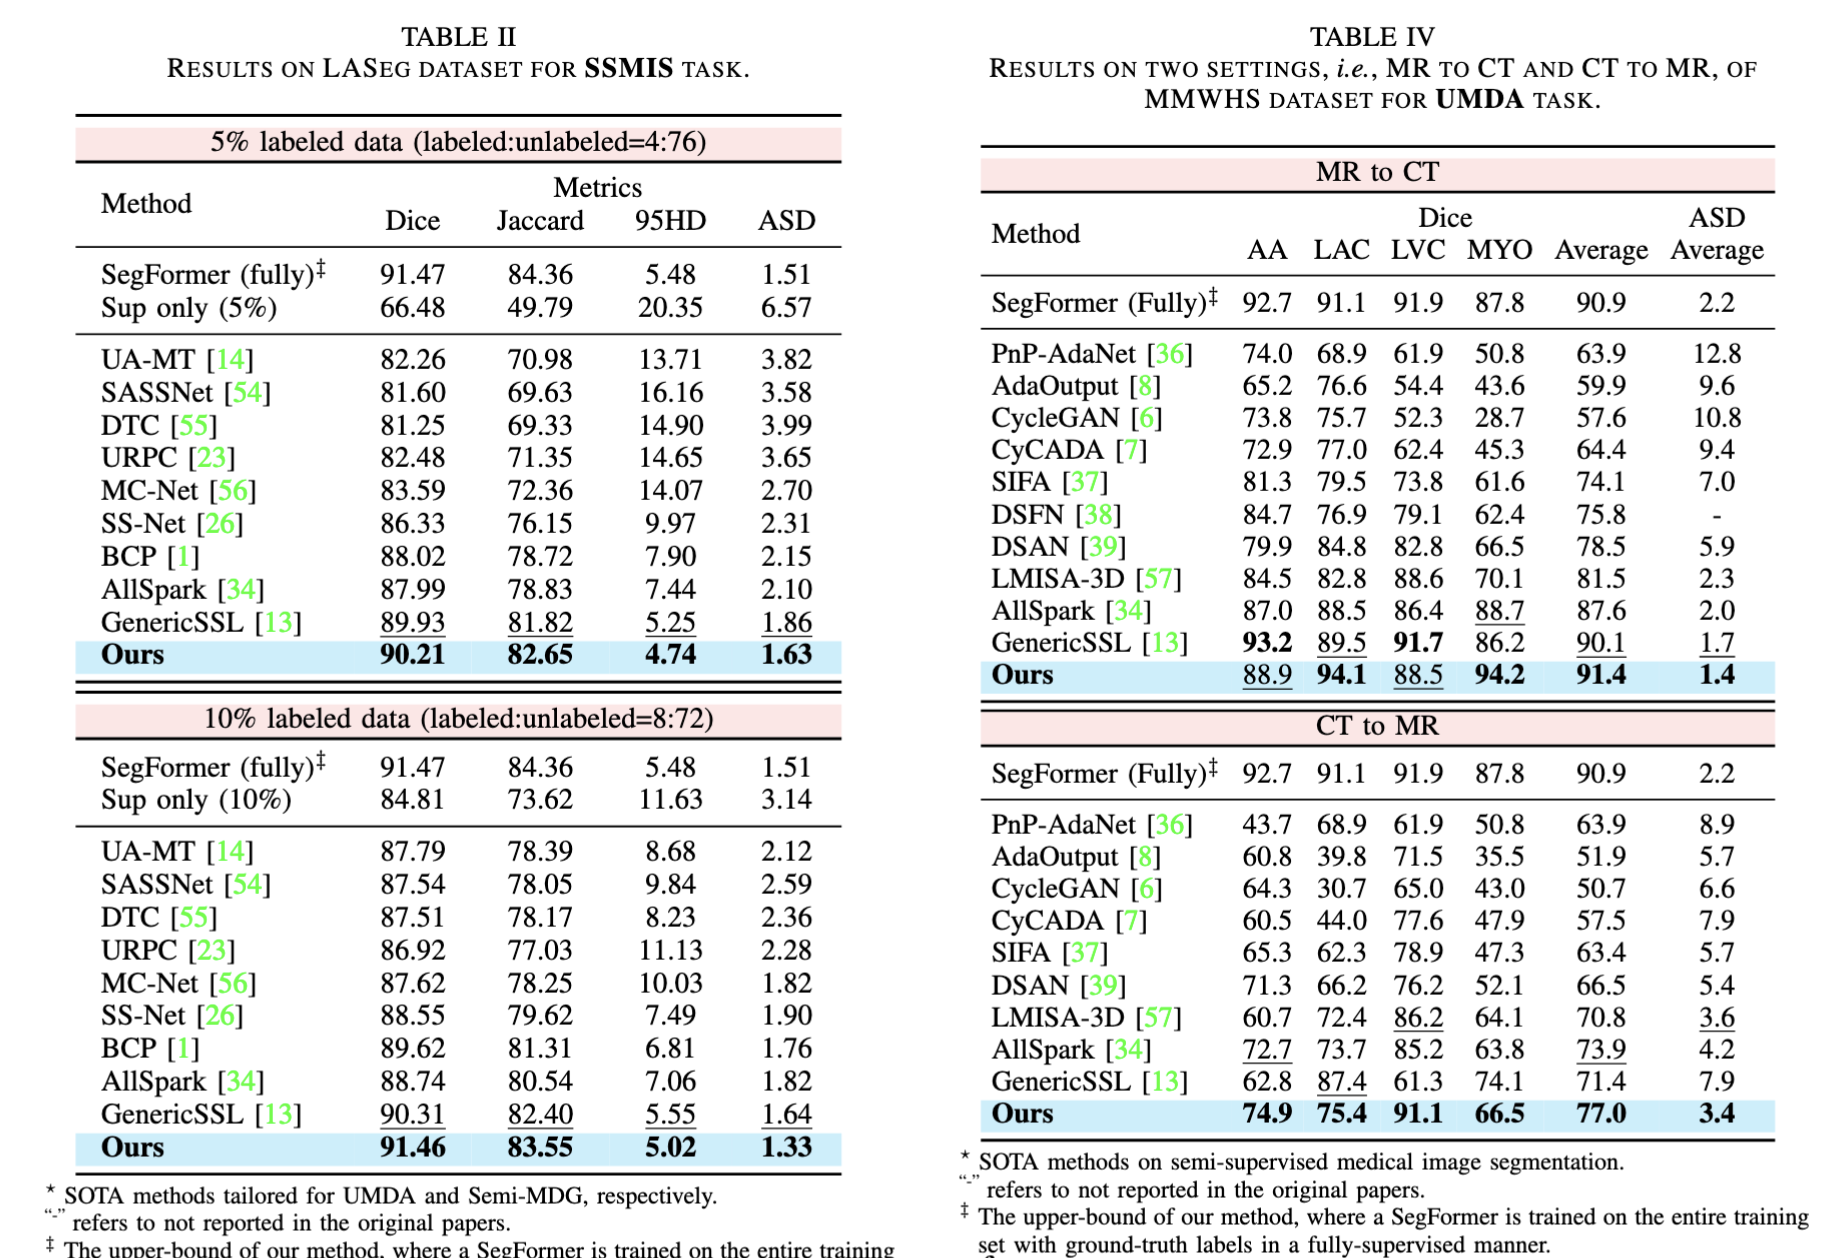 TABLE II
RESULTS ON LASEG DATASET FOR SSMIS TASK.
5% labeled data (labeled:unlabeled=4:76)
Method Metrics
Dice Jaccard 95HD ASD
SegFormer (fully)‡ 91.47 84.36 5.48 1.51
Sup only (5%) 66.48 49.79 20.35 6.57
UA-MT [14] 82.26 70.98 13.71 3.82
SASSNet [54] 81.60 69.63 16.16 3.58
DTC [55] 81.25 69.33 14.90 3.99
URPC [23] 82.48 71.35 14.65 3.65
MC-Net [56] 83.59 72.36 14.07 2.70
SS-Net [26] 86.33 76.15 9.97 2.31
BCP [1] 88.02 78.72 7.90 2.15
AllSpark [34] 87.99 78.83 7.44 2.10
GenericSSL [13] 89.93 81.82 5.25 1.86
Ours 90.21 82.65 4.74 1.63
10% labeled data (labeled:unlabeled=8:72)
SegFormer (fully)‡ 91.47 84.36 5.48 1.51
Sup only (10%) 84.81 73.62 11.63 3.14
UA-MT [14] 87.79 78.39 8.68 2.12
SASSNet [54] 87.54 78.05 9.84 2.59
DTC [55] 87.51 78.17 8.23 2.36
URPC [23] 86.92 77.03 11.13 2.28
MC-Net [56] 87.62 78.25 10.03 1.82
SS-Net [26] 88.55 79.62 7.49 1.90
BCP [1] 89.62 81.31 6.81 1.76
AllSpark [34] 88.74 80.54 7.06 1.82
GenericSSL [13] 90.31 82.40 5.55 1.64
Ours 91.46 83.55 5.02 1.33
* SOTA methods tailored for UMDA and Semi-MDG, respectively.
"-" refers to not reported in the original papers.
‡ The upper-bound of our method, where a SegFormer is trained on the entire training
TABLE IV
RESULTS ON TWO SETTINGS, i.e., MR TO CT AND CT TO MR, OF
MMWHS DATASET FOR UMDA TASK.
MR to CT
Method Dice ASD
AA LAC LVC MYO Average Average
SegFormer (Fully)‡ 92.7 91.1 91.9 87.8 90.9 2.2
PnP-AdaNet [36] 74.0 68.9 61.9 50.8 63.9 12.8
AdaOutput [8] 65.2 76.6 54.4 43.6 59.9 9.6
CycleGAN [6] 73.8 75.7 52.3 28.7 57.6 10.8
CyCADA [7] 72.9 77.0 62.4 45.3 64.4 9.4
SIFA [37] 81.3 79.5 73.8 61.6 74.1 7.0
DSFN [38] 84.7 76.9 79.1 62.4 75.8 -
DSAN [39] 79.9 84.8 82.8 66.5 78.5 5.9
LMISA-3D [57] 84.5 82.8 88.6 70.1 81.5 2.3
AllSpark [34] 87.0 88.5 86.4 88.7 87.6 2.0
GenericSSL [13] 93.2 89.5 91.7 86.2 90.1 1.7
Ours 88.9 94.1 88.5 94.2 91.4 1.4
CT to MR
SegFormer (Fully)‡ 92.7 91.1 91.9 87.8 90.9 2.2
PnP-AdaNet [36] 43.7 68.9 61.9 50.8 63.9 8.9
AdaOutput [8] 60.8 39.8 71.5 35.5 51.9 5.7
CycleGAN [6] 64.3 30.7 65.0 43.0 50.7 6.6
CyCADA [7] 60.5 44.0 77.6 47.9 57.5 7.9
SIFA [37] 65.3 62.3 78.9 47.3 63.4 5.7
DSAN [39] 71.3 66.2 76.2 52.1 66.5 5.4
LMISA-3D [57] 60.7 72.4 86.2 64.1 70.8 3.6
AllSpark [34] 72.7 73.7 85.2 63.8 73.9 4.2
GenericSSL [13] 62.8 87.4 61.3 74.1 71.4 7.9
Ours 74.9 75.4 91.1 66.5 77.0 3.4
* SOTA methods on semi-supervised medical image segmentation.
"-" refers to not reported in the original papers.
‡ The upper-bound of our method, where a SegFormer is trained on the entire training
set with ground-truth labels in a fully-supervised manner.